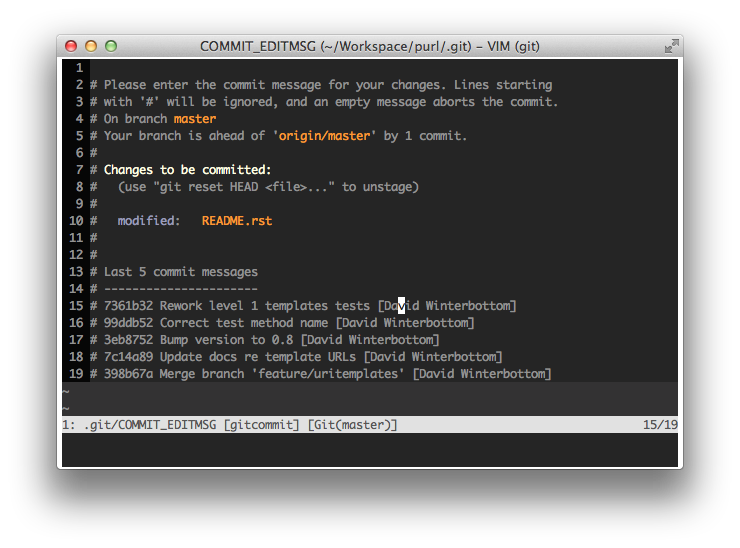 COMMIT_EDITMSG (~/Workspace/purl/.git) – VIM (git)
1
2 # Please enter the commit message for your changes. Lines starting
3 # with '#' will be ignored, and an empty message aborts the commit.
4 # On branch master
5 # Your branch is ahead of 'origin/master' by 1 commit.
6 #
7 # Changes to be committed:
8 #   (use "git reset HEAD <file>..." to unstage)
9 #
10 #   modified:   README.rst
11 #
12 #
13 # Last 5 commit messages
14 # ----------------------
15 # 7361b32 Rework level 1 templates tests [David Winterbottom]
16 # 99ddb52 Correct test method name [David Winterbottom]
17 # 3eb8752 Bump version to 0.8 [David Winterbottom]
18 # 7c14a89 Update docs re template URLs [David Winterbottom]
19 # 398b67a Merge branch 'feature/uritemplates' [David Winterbottom]
~
~
1: .git/COMMIT_EDITMSG [gitcommit] [Git(master)] 15/19